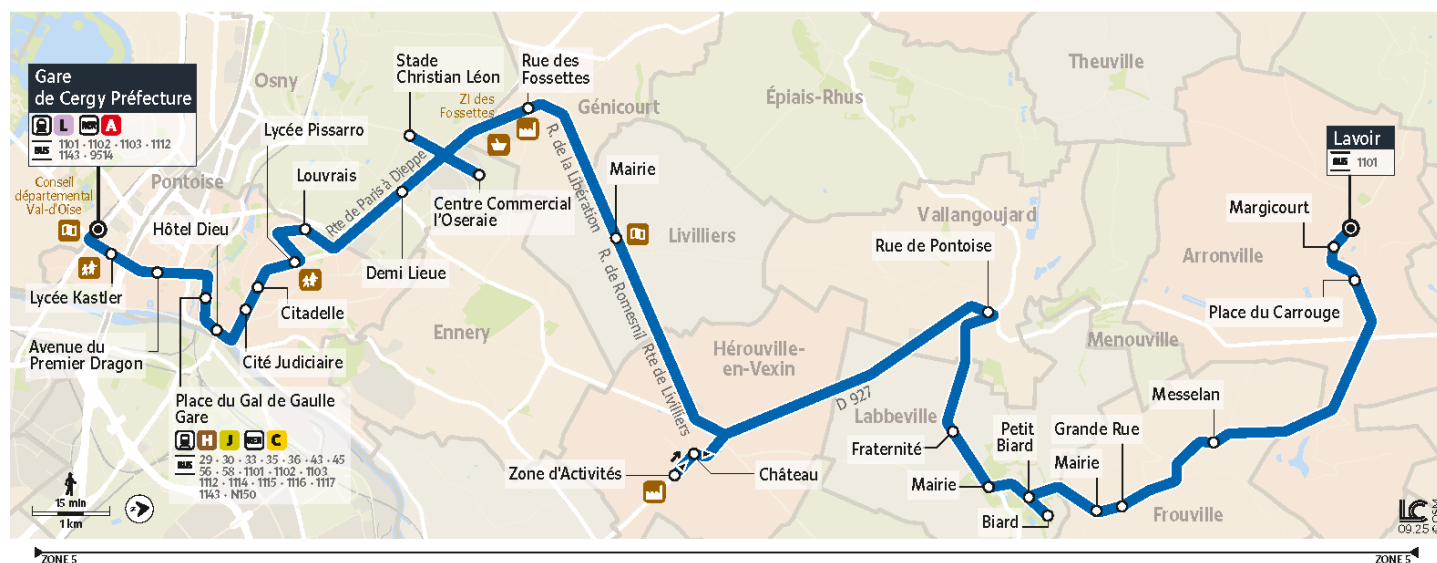 Gare
de Cergy Préfecture
L RER A
BUS 1101 - 1102 - 1103 - 1112
1143 - 9514
Conseil
départemental
Val-d'Oise
Osny
Pontoise
Lycée Kastler
Avenue du
Premier Dragon
Hôtel Dieu
Place du Gal de Gaulle
Gare
H J RER C
BUS 29 - 30 - 33 - 35 - 36 - 43 - 45
56 - 58 - 1101 - 1102 - 1103
1112 - 1114 - 1115 - 1116 - 1117
1143 - N150
Cité Judiciaire
Citadelle
Lycée Pissarro
Louvrais
Rte de Paris à Dieppe
Demi Lieue
Stade
Christian Léon
Centre Commercial
l'Oseraie
ZI des
Fossettes
Rue des
Fossettes
Génicourt
R. de la Libération
Mairie
Livilliers
R. de Romesnil
Rte de Livilliers
Ennery
Hérouville-
en-Vexin
Zone d'Activités
Château
D 927
Épiais-Rhus
Theuville
Vallangoujard
Rue de Pontoise
Labbeville
Fraternité
Mairie
Petit
Biard
Biard
Menouville
Mairie
Grande Rue
Frouville
Messelan
Arronville
Place du Carrouge
Margicourt
Lavoir
BUS 1101
15 min
1 km
N
LC
09.25 ©OSM
ZONE 5
ZONE 5